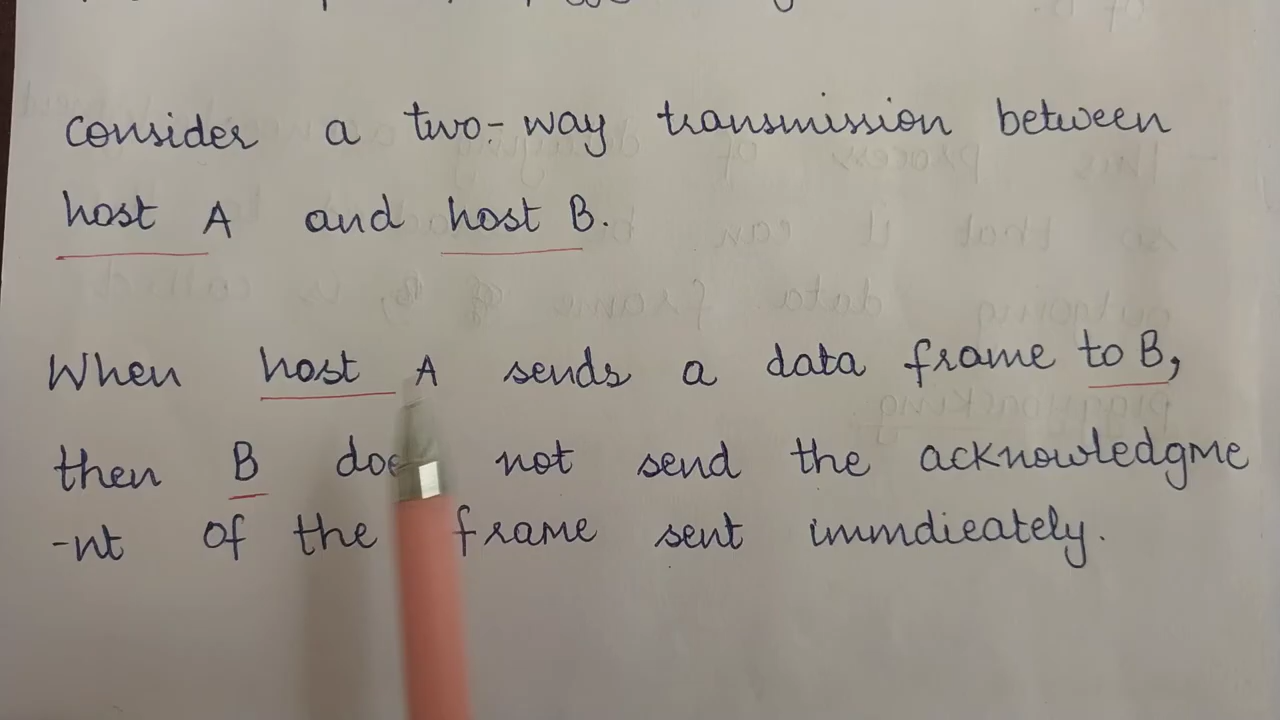 consider a two-way transmission between
host A and host B.
When host A sends a data frame to B,
then B does not send the acknowledgme
-nt of the frame sent immdieately.